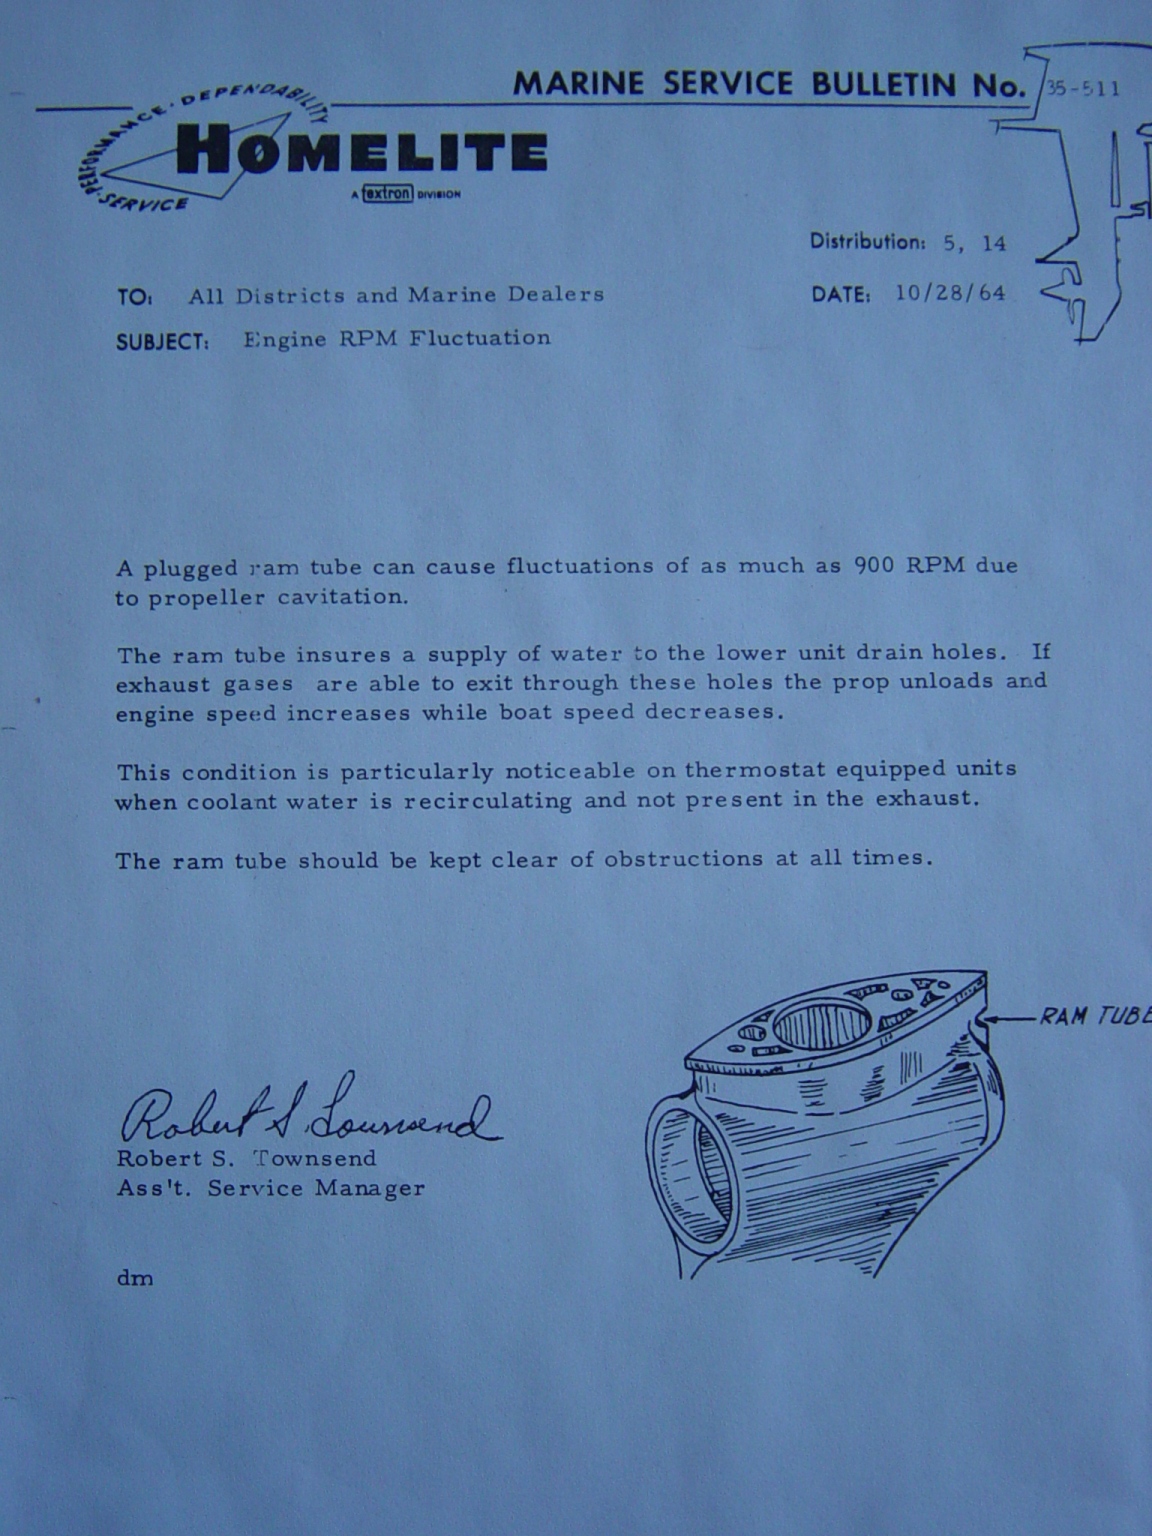 MARINE SERVICE BULLETIN No. 35-511
PERFORMANCE · DEPENDABILITY · SERVICE
HOMELITE
A textron DIVISION
Distribution: 5, 14
TO: All Districts and Marine Dealers
DATE: 10/28/64
SUBJECT: Engine RPM Fluctuation
A plugged ram tube can cause fluctuations of as much as 900 RPM due
to propeller cavitation.
The ram tube insures a supply of water to the lower unit drain holes. If
exhaust gases are able to exit through these holes the prop unloads and
engine speed increases while boat speed decreases.
This condition is particularly noticeable on thermostat equipped units
when coolant water is recirculating and not present in the exhaust.
The ram tube should be kept clear of obstructions at all times.
RAM TUBE
Robert S. Townsend
Robert S. Townsend
Ass't. Service Manager
dm